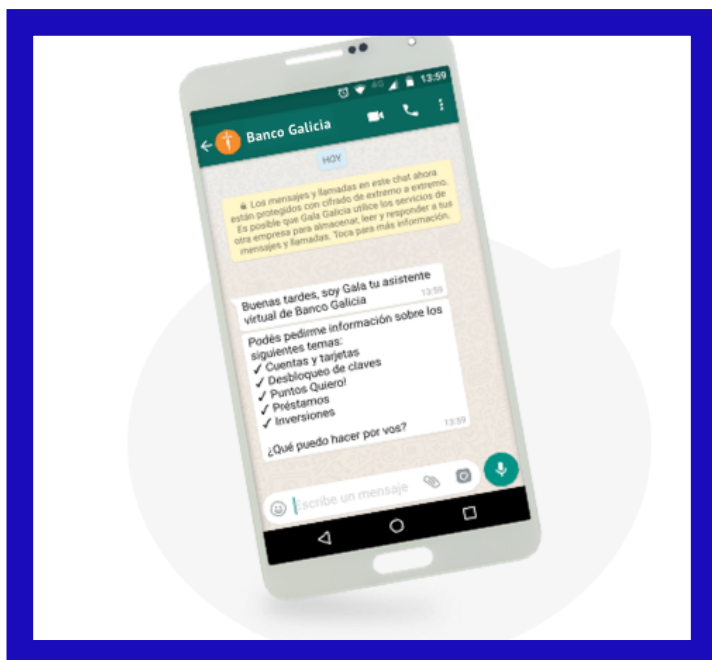 4G 13:59
Banco Galicia
HOY
Los mensajes y llamadas en este chat ahora
están protegidos con cifrado de extremo a extremo.
Es posible que Gala Galicia utilice los servicios de
otra empresa para almacenar, leer y responder a tus
mensajes y llamadas. Toca para más información.
Buenas tardes, soy Gala tu asistente
virtual de Banco Galicia
13:59
Podés pedirme información sobre los
siguientes temas:
✓ Cuentas y tarjetas
✓ Desbloqueo de claves
✓ Puntos Quiero!
✓ Préstamos
✓ Inversiones
¿Qué puedo hacer por vos?
13:59
Escribe un mensaje